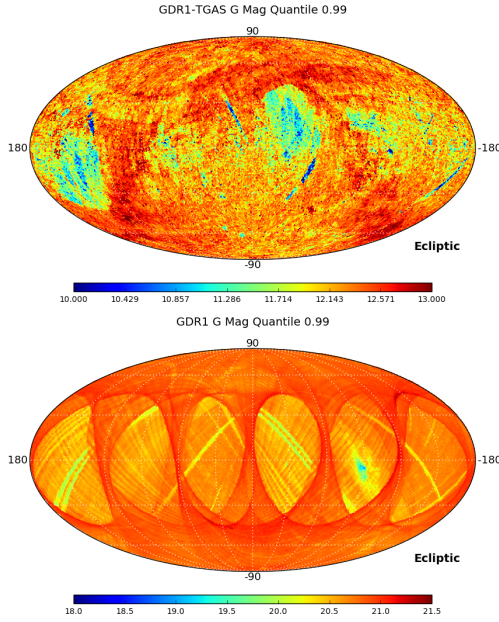 GDR1-TGAS G Mag Quantile 0.99
90
180
-180
Ecliptic
-90
10.000 10.429 10.857 11.286 11.714 12.143 12.571 13.000
GDR1 G Mag Quantile 0.99
90
180
-180
Ecliptic
-90
18.0 18.5 19.0 19.5 20.0 20.5 21.0 21.5